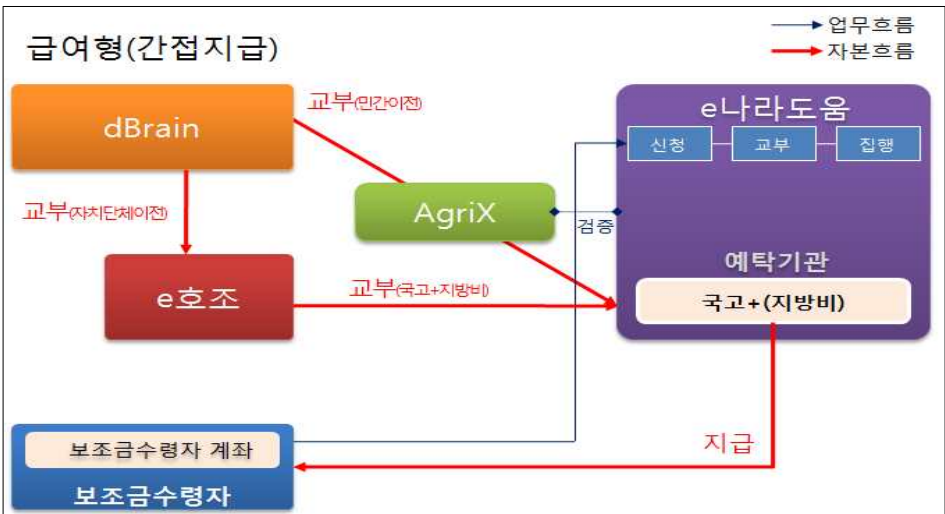 급여형(간접지급)
업무흐름
자본흐름
dBrain
교부(민간이전)
e나라도움
신청
교부
집행
교부(자치단체이전)
AgriX
검증
예탁기관
e호조
교부(국고+지방비)
국고+(지방비)
보조금수령자 계좌
지급
보조금수령자